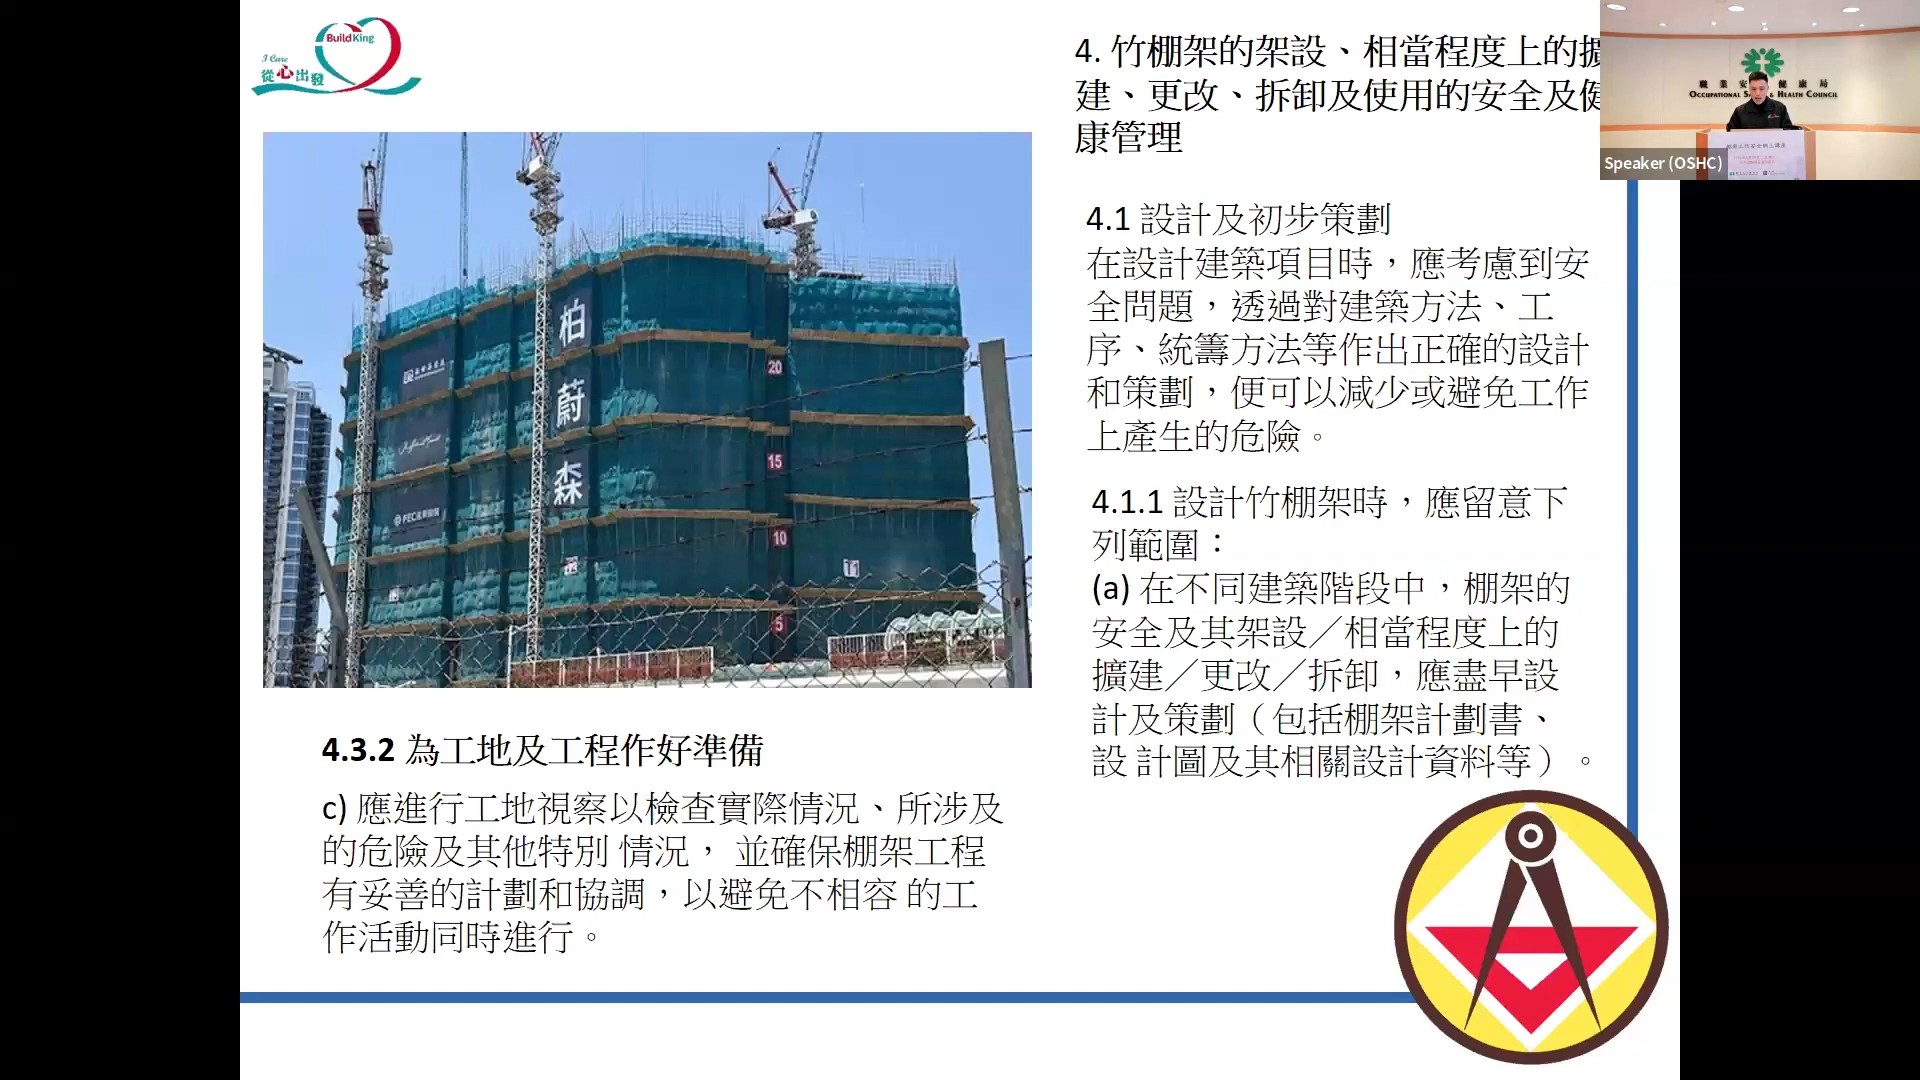 BuildKing
I Care
從心出發
柏
蔚
森
20
15
10
5
T1
4.3.2 為工地及工程作好準備
c) 應進行工地視察以檢查實際情況、所涉及
的危險及其他特別 情況， 並確保棚架工程
有妥善的計劃和協調，以避免不相容 的工
作活動同時進行。
4. 竹棚架的架設、相當程度上的擴
建、更改、拆卸及使用的安全及健
康管理
4.1 設計及初步策劃
在設計建築項目時，應考慮到安
全問題，透過對建築方法、工
序、統籌方法等作出正確的設計
和策劃，便可以減少或避免工作
上產生的危險。
4.1.1 設計竹棚架時，應留意下
列範圍：
(a) 在不同建築階段中，棚架的
安全及其架設／相當程度上的
擴建／更改／拆卸，應盡早設
計及策劃（包括棚架計劃書、
設 計圖及其相關設計資料等）。
職 業 安 健 康 局
Occupational & Health Council
Speaker (OSHC)